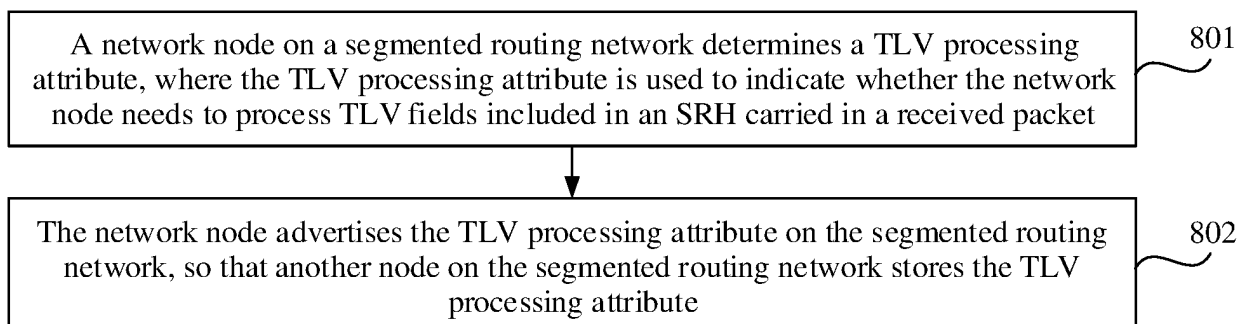 A network node on a segmented routing network determines a TLV processing
attribute, where the TLV processing attribute is used to indicate whether the network
node needs to process TLV fields included in an SRH carried in a received packet
801
The network node advertises the TLV processing attribute on the segmented routing
network, so that another node on the segmented routing network stores the TLV
processing attribute
802